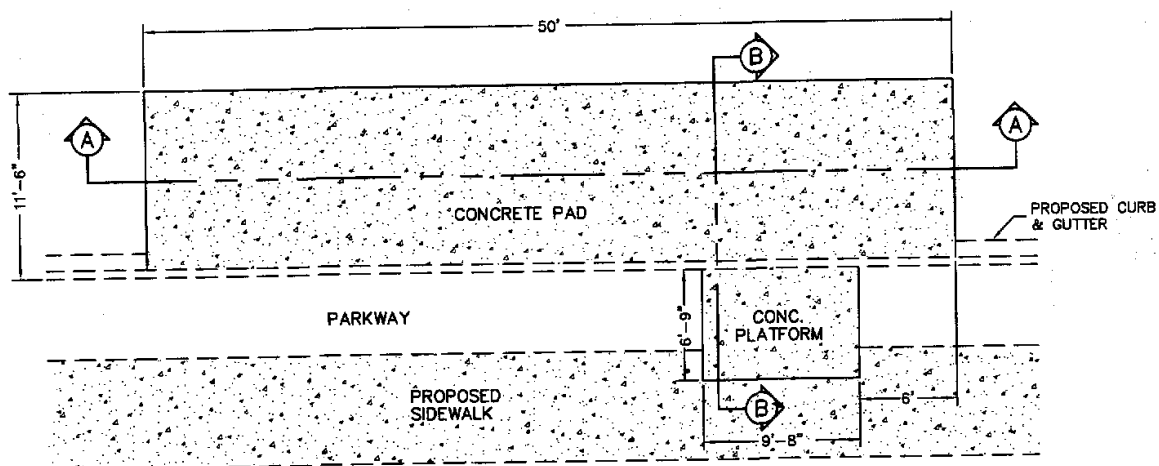 50'
B
A
A
11'-6"
CONCRETE PAD
PROPOSED CURB
& GUTTER
PARKWAY
6'-9"
CONC.
PLATFORM
PROPOSED
SIDEWALK
B
6'
9'-8"